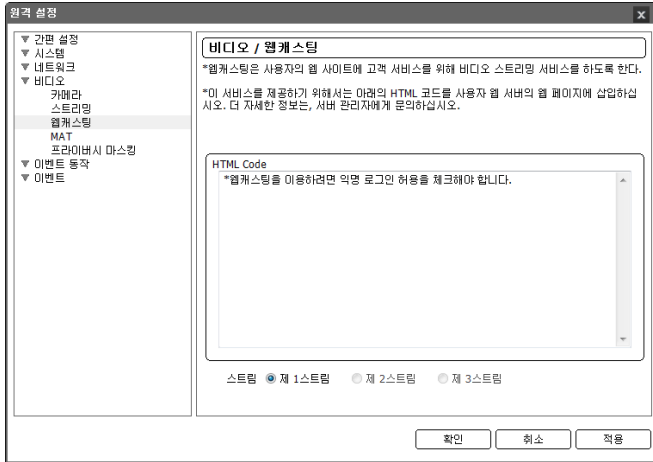 원격 설정
x
간편 설정
시스템
네트워크
비디오
카메라
스트리밍
웹캐스팅
MAT
프라이버시 마스킹
이벤트 동작
이벤트
비디오 / 웹캐스팅
*웹캐스팅은 사용자의 웹 사이트에 고객 서비스를 위해 비디오 스트리밍 서비스를 하도록 한다.
*이 서비스를 제공하기 위해서는 아래의 HTML 코드를 사용자 웹 서버의 웹 페이지에 삽입하십
시오. 더 자세한 정보는, 서버 관리자에게 문의하십시오.
HTML Code
*웹캐스팅을 이용하려면 익명 로그인 허용을 체크해야 합니다.
스트림 제 1스트림 제 2스트림 제 3스트림
확인 취소 적용